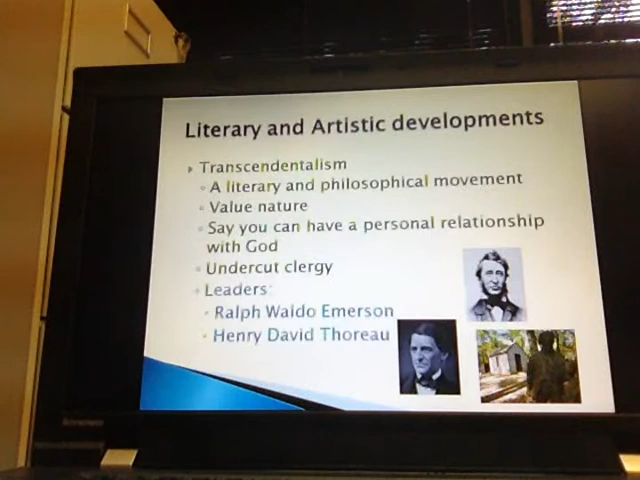 Literary and Artistic developments
Transcendentalism
A literary and philosophical movement
Value nature
Say you can have a personal relationship
with God
Undercut clergy
Leaders:
Ralph Waldo Emerson
Henry David Thoreau